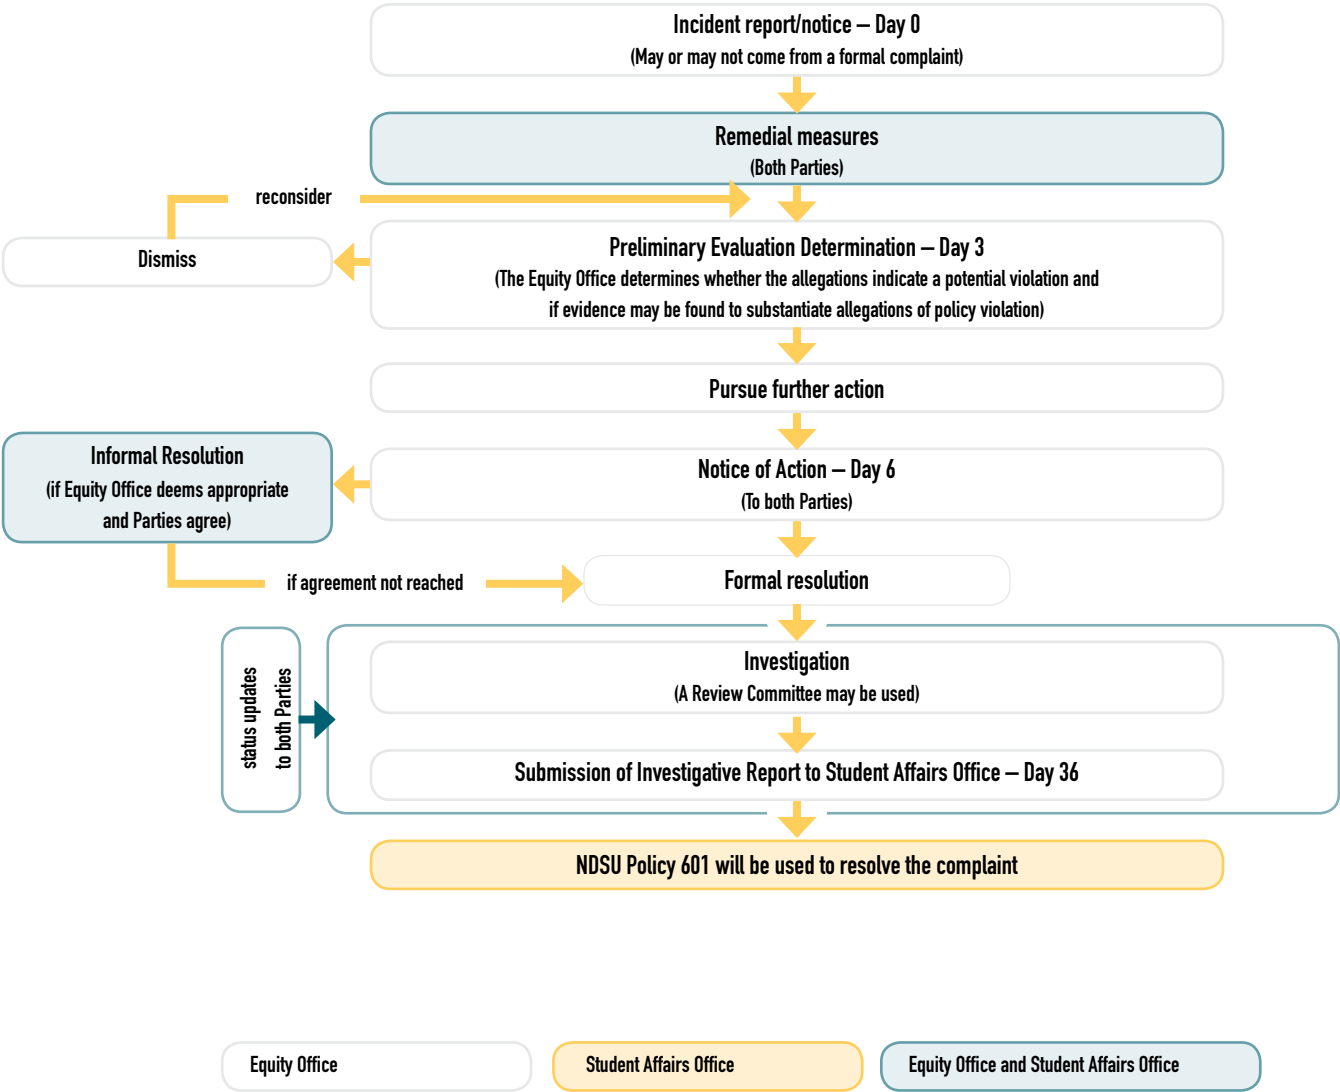 Incident report/notice – Day 0
(May or may not come from a formal complaint)
Remedial measures
(Both Parties)
reconsider
Dismiss
Preliminary Evaluation Determination – Day 3
(The Equity Office determines whether the allegations indicate a potential violation and
if evidence may be found to substantiate allegations of policy violation)
Pursue further action
Informal Resolution
(if Equity Office deems appropriate
and Parties agree)
Notice of Action – Day 6
(To both Parties)
if agreement not reached
Formal resolution
status updates
to both Parties
Investigation
(A Review Committee may be used)
Submission of Investigative Report to Student Affairs Office – Day 36
NDSU Policy 601 will be used to resolve the complaint
Equity Office
Student Affairs Office
Equity Office and Student Affairs Office